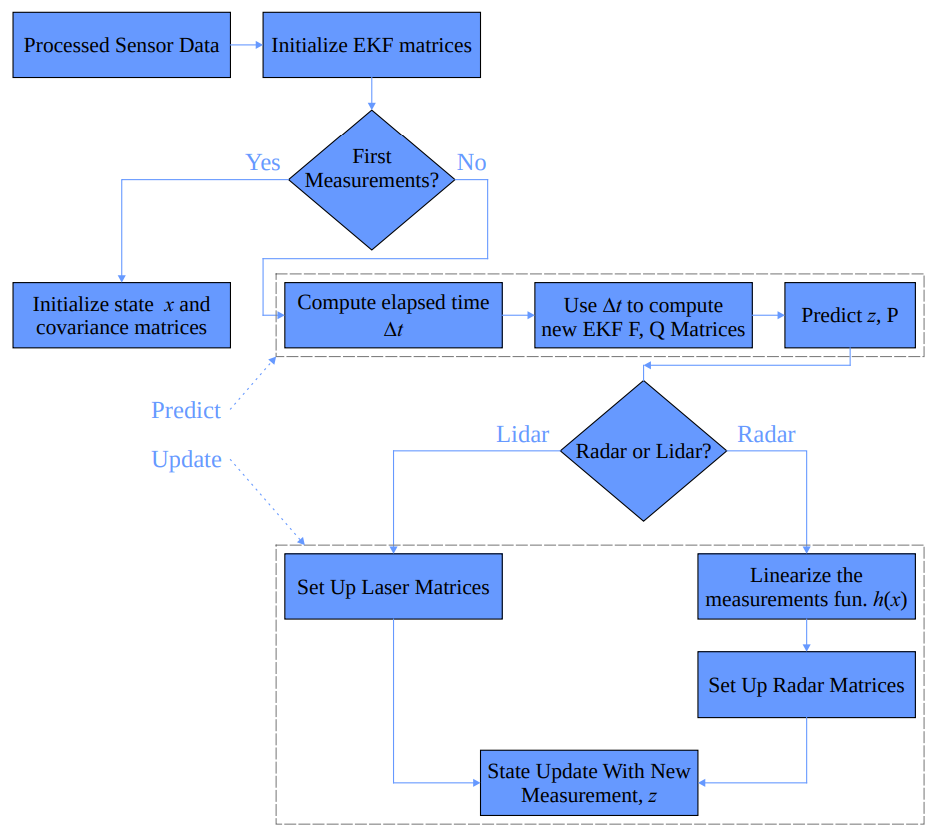 Processed Sensor Data
Initialize EKF matrices
First
Measurements?
Yes
No
Initialize state x and
covariance matrices
Compute elapsed time
Δt
Use Δt to compute
new EKF F, Q Matrices
Predict z, P
Predict
Update
Lidar
Radar or Lidar?
Radar
Set Up Laser Matrices
Linearize the
measurements fun. h(x)
Set Up Radar Matrices
State Update With New
Measurement, z